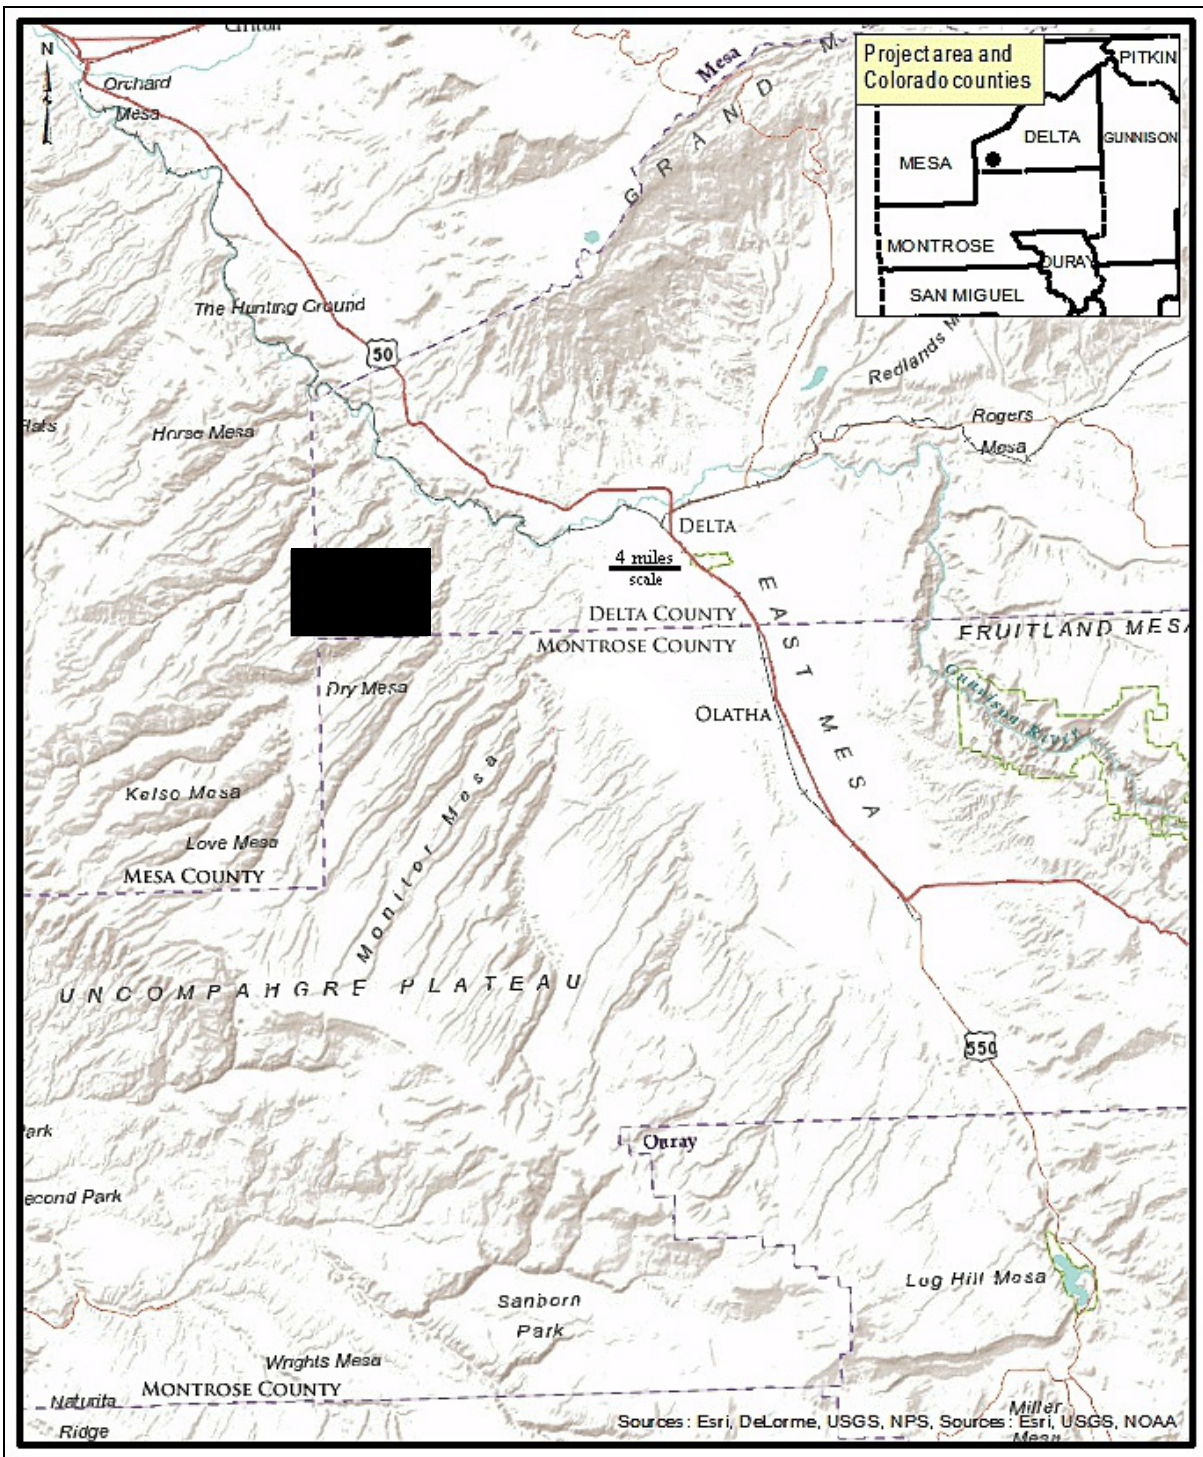 Clifton
N
Orchard
Mesa
Mesa
GRAND M
Project area and
Colorado counties
PITKIN
DELTA
GUNNISON
MESA
MONTROSE
OURAY
SAN MIGUEL
The Hunting Ground
50
Redlands M
Rogers
Mesa
Horse Mesa
DELTA
4 miles
scale
DELTA COUNTY
MONTROSE COUNTY
EAST MESA
FRUITLAND MESA
Gunnison River
Dry Mesa
OLATHA
Monitor Mesa
Kelso Mesa
Love Mesa
MESA COUNTY
UNCOMPAHGRE PLATEAU
550
ark
Ouray
econd Park
Log Hill Mesa
Sanborn
Park
Wrights Mesa
MONTROSE COUNTY
Naturita
Ridge
Miller
Mesa
Sources: Esri, DeLorme, USGS, NPS, Sources: Esri, USGS, NOAA